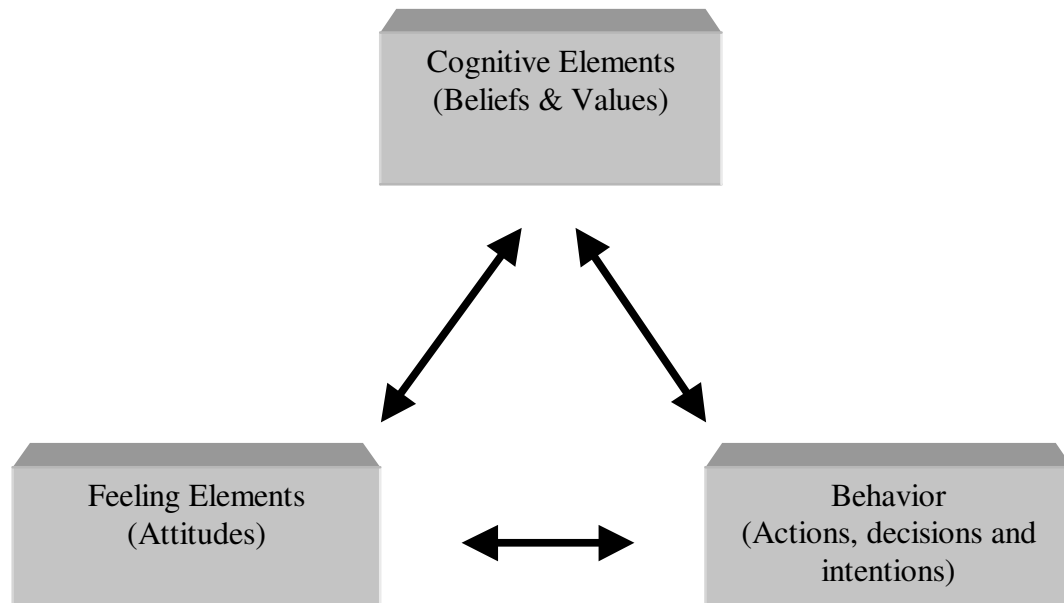 Cognitive Elements
(Beliefs & Values)
Feeling Elements
(Attitudes)
Behavior
(Actions, decisions and
intentions)